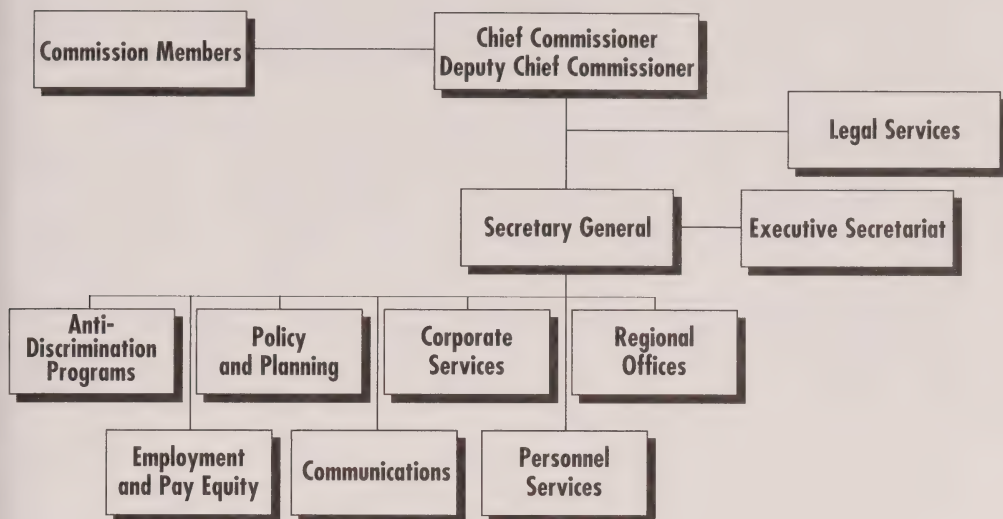 Commission Members
Chief Commissioner
Deputy Chief Commissioner
Legal Services
Secretary General
Executive Secretariat
Anti-
Discrimination
Programs
Policy
and Planning
Corporate
Services
Regional
Offices
Employment
and Pay Equity
Communications
Personnel
Services